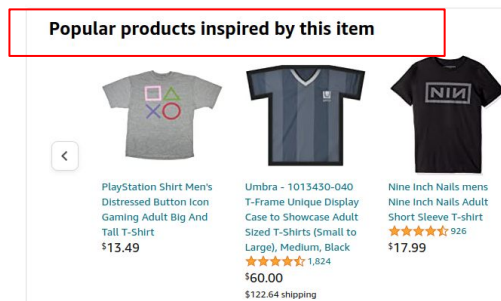 Popular products inspired by this item
NIN
PlayStation Shirt Men's
Distressed Button Icon
Gaming Adult Big And
Tall T-Shirt
$13.49
Umbra - 1013430-040
T-Frame Unique Display
Case to Showcase Adult
Sized T-Shirts (Small to
Large), Medium, Black
1,824
$60.00
$122.64 shipping
Nine Inch Nails mens
Nine Inch Nails Adult
Short Sleeve T-shirt
926
$17.99